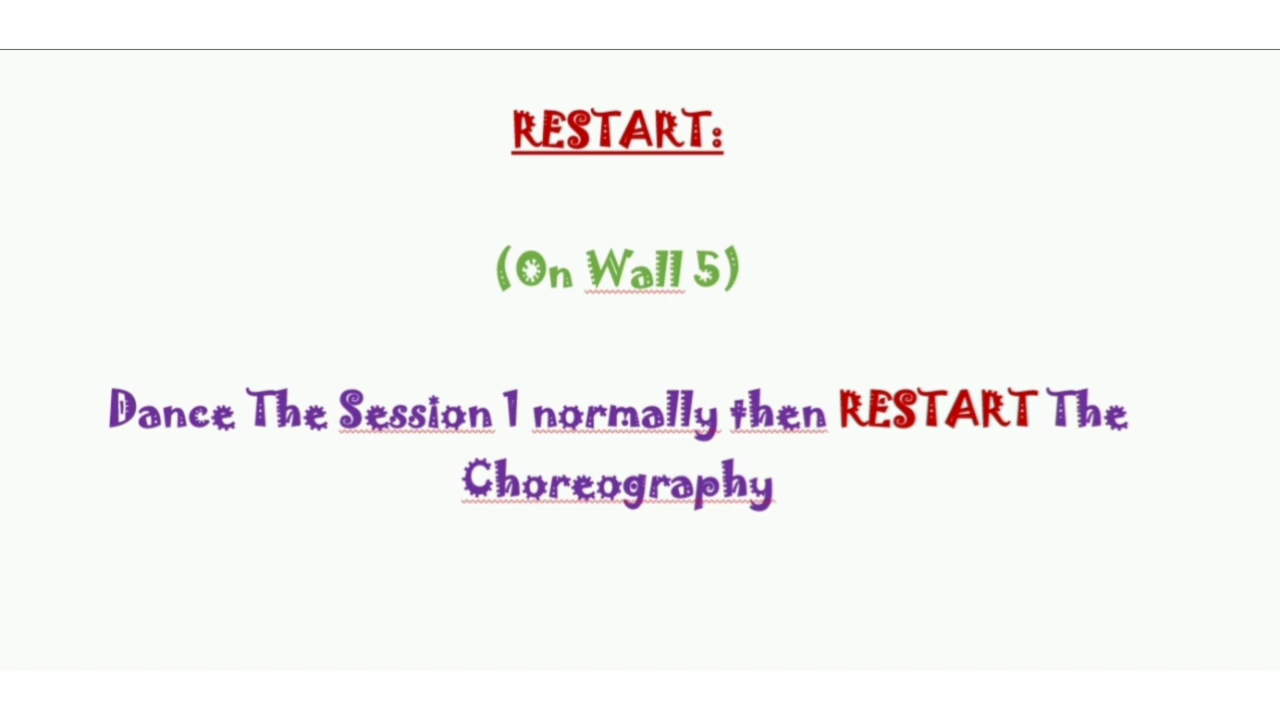 RESTART:
(On Wall 5)
Dance The Session 1 normally then RESTART The
Choreography